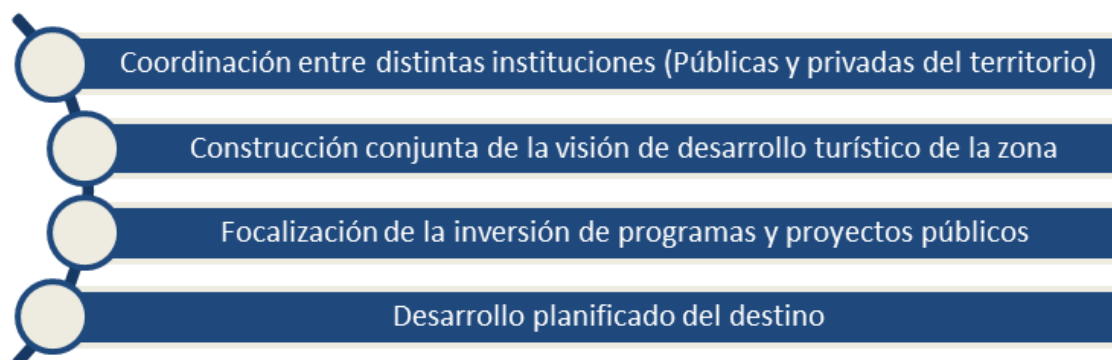 Coordinación entre distintas instituciones (Públicas y privadas del territorio)
Construcción conjunta de la visión de desarrollo turístico de la zona
Focalización de la inversión de programas y proyectos públicos
Desarrollo planificado del destino